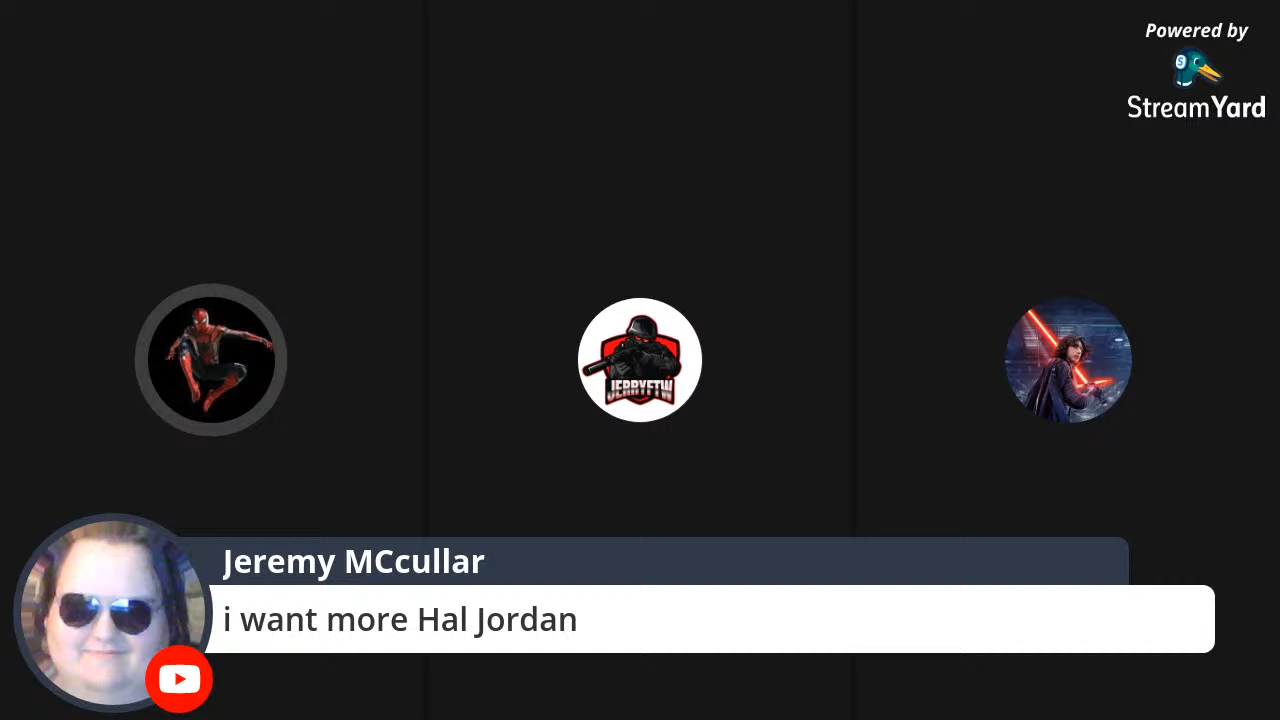 Powered by
StreamYard
JERRYFTW
Jeremy MCcullar
i want more Hal Jordan